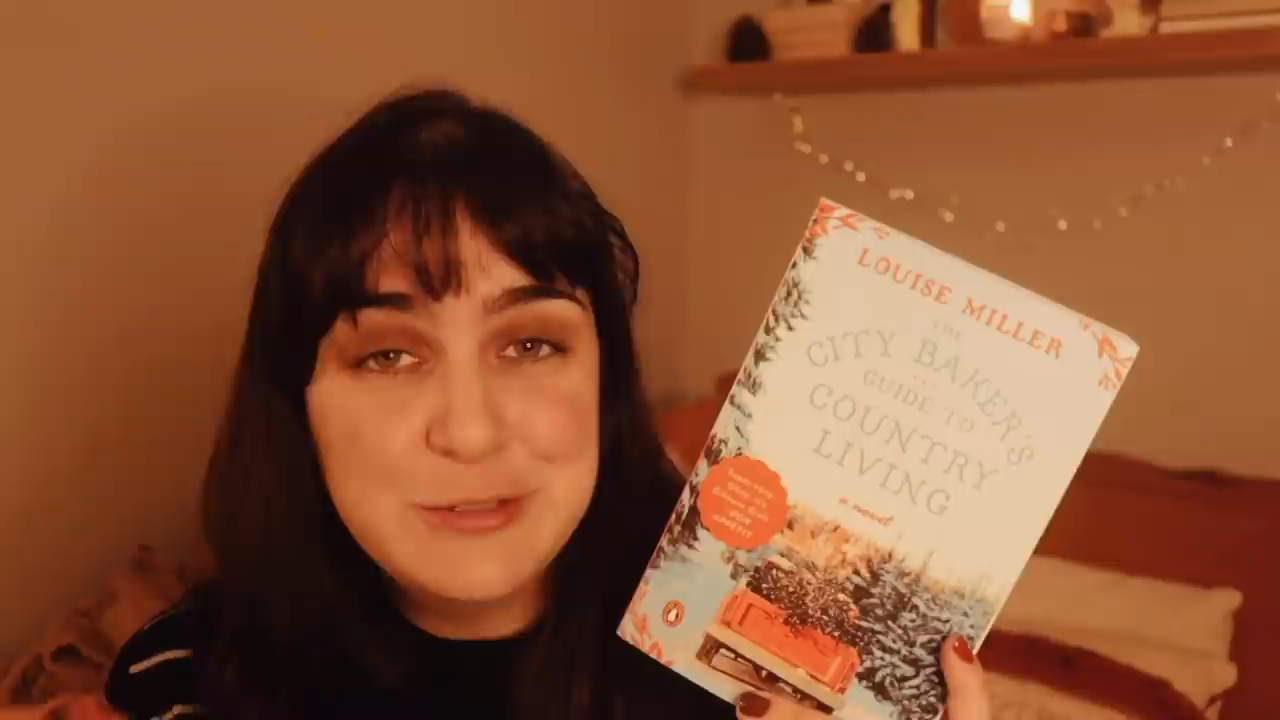 LOUISE MILLER
THE
CITY BAKER'S
GUIDE TO
COUNTRY
LIVING
a novel